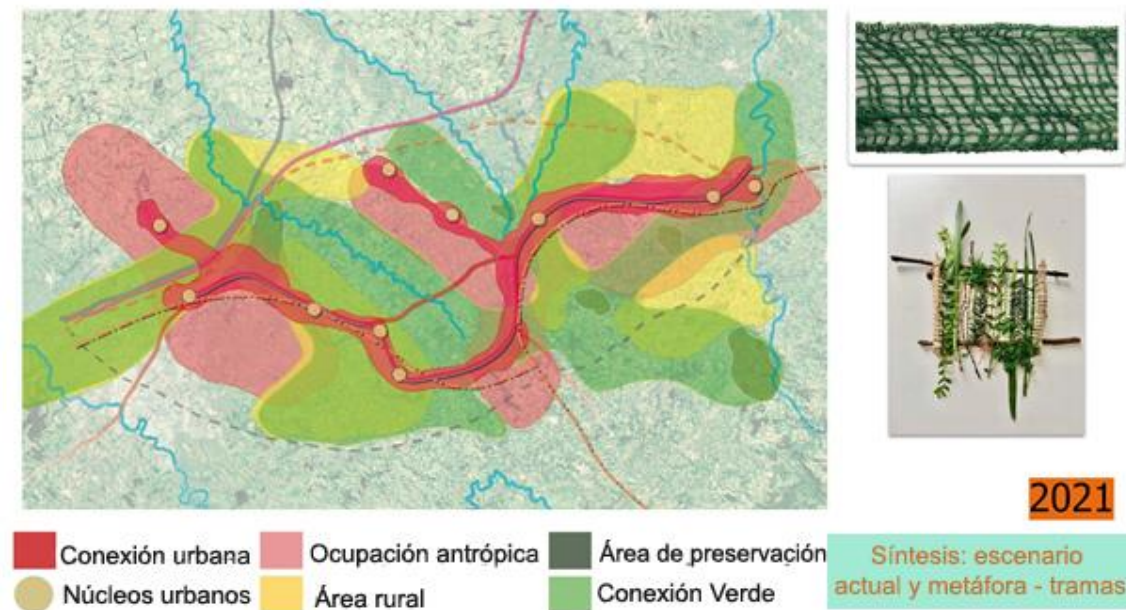 2021
Conexión urbana
Ocupación antrópica
Área de preservación
Núcleos urbanos
Área rural
Conexión Verde
Síntesis: escenario
actual y metáfora - tramas